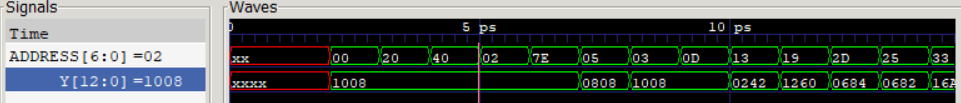 Signals
Waves
Time
0 5 ps 10 ps
ADDRESS[6:0] =02
xx 00 20 40 02 7E 05 03 0D 13 19 2D 25 33
Y[12:0] =1008
xxxx 1008 0808 1008 0242 1260 0684 0682